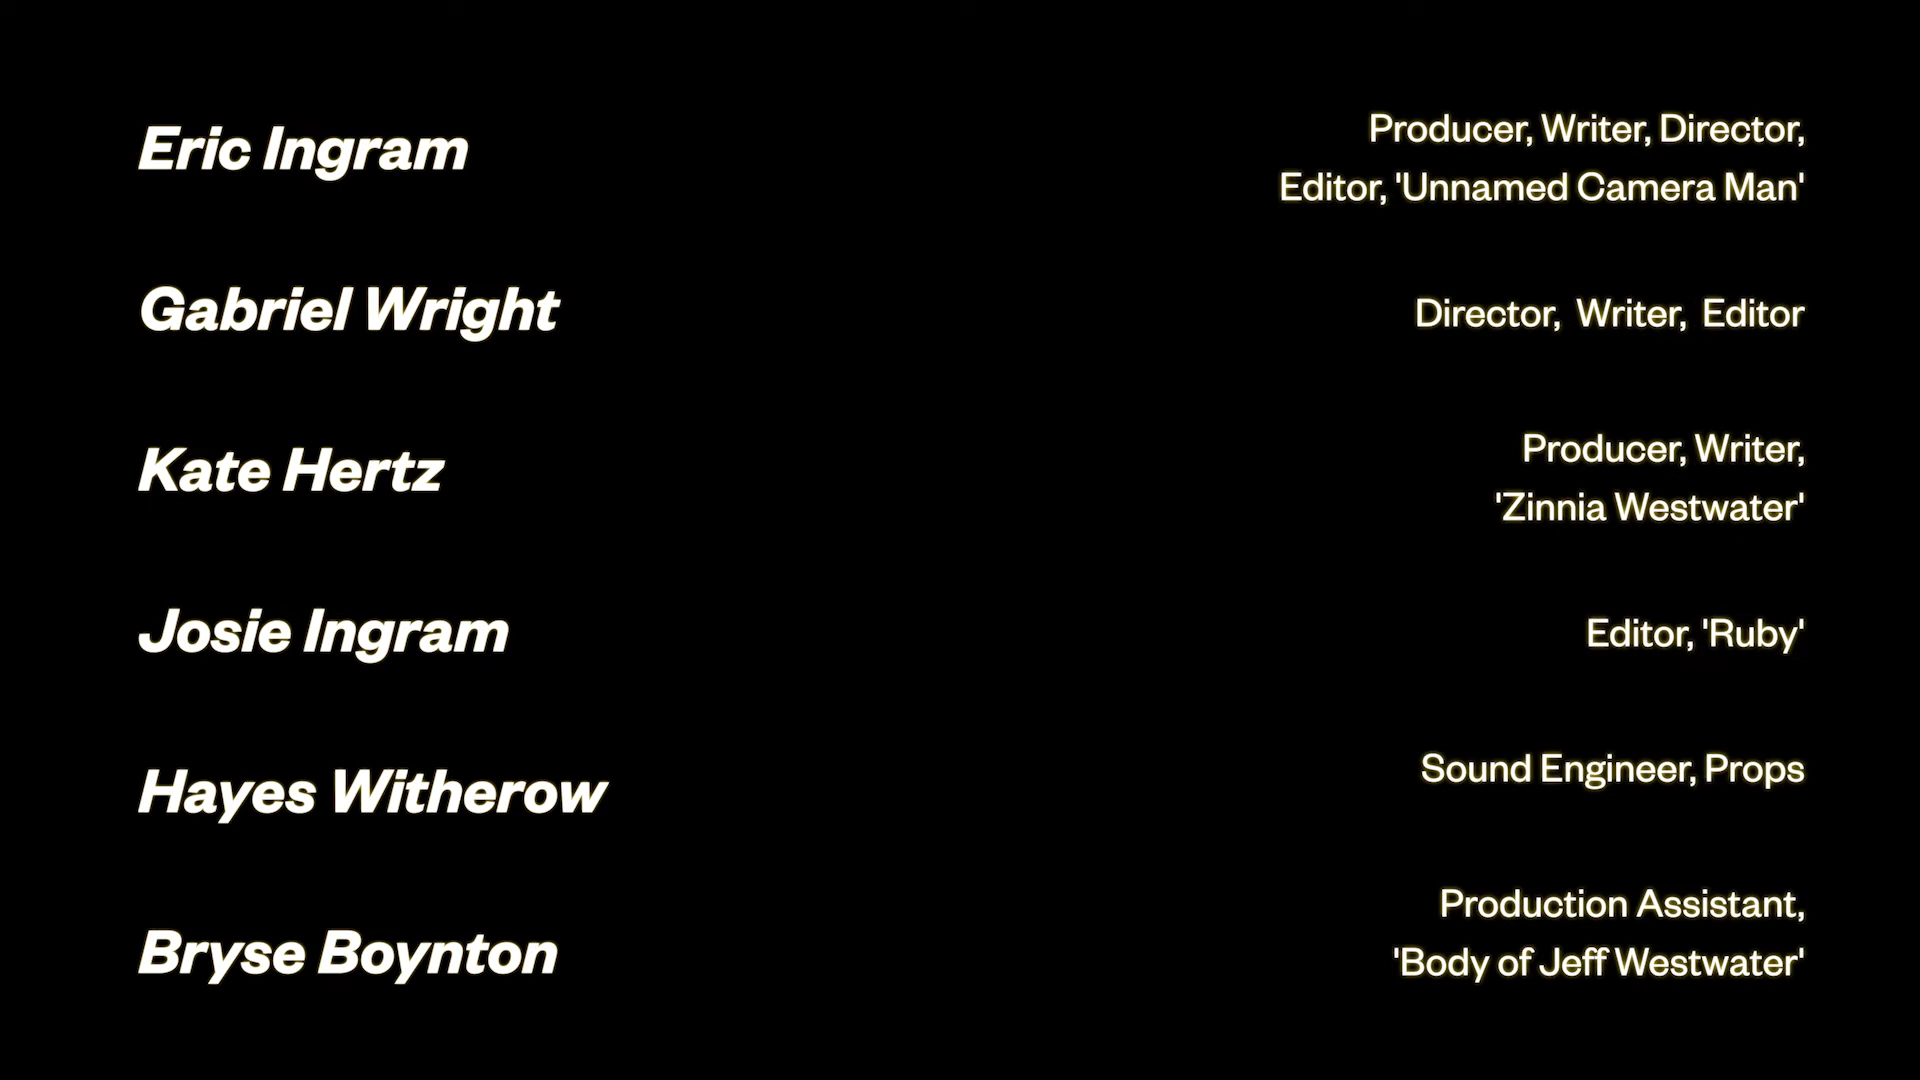 Eric Ingram
Producer, Writer, Director,
Editor, 'Unnamed Camera Man'
Gabriel Wright
Director, Writer, Editor
Kate Hertz
Producer, Writer,
'Zinnia Westwater'
Josie Ingram
Editor, 'Ruby'
Hayes Witherow
Sound Engineer, Props
Bryse Boynton
Production Assistant,
'Body of Jeff Westwater'